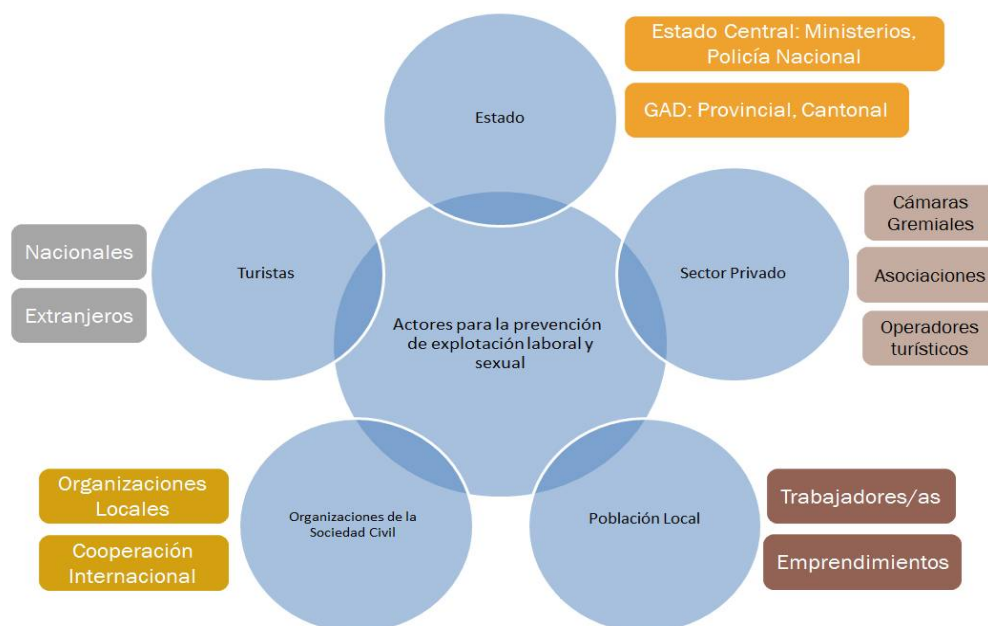 Estado Central: Ministerios,
Policía Nacional
GAD: Provincial, Cantonal
Estado
Cámaras
Gremiales
Asociaciones
Operadores
turísticos
Sector Privado
Nacionales
Extranjeros
Turistas
Actores para la prevención
de explotación laboral y
sexual
Organizaciones
Locales
Cooperación
Internacional
Organizaciones de la
Sociedad Civil
Población Local
Trabajadores/as
Emprendimientos